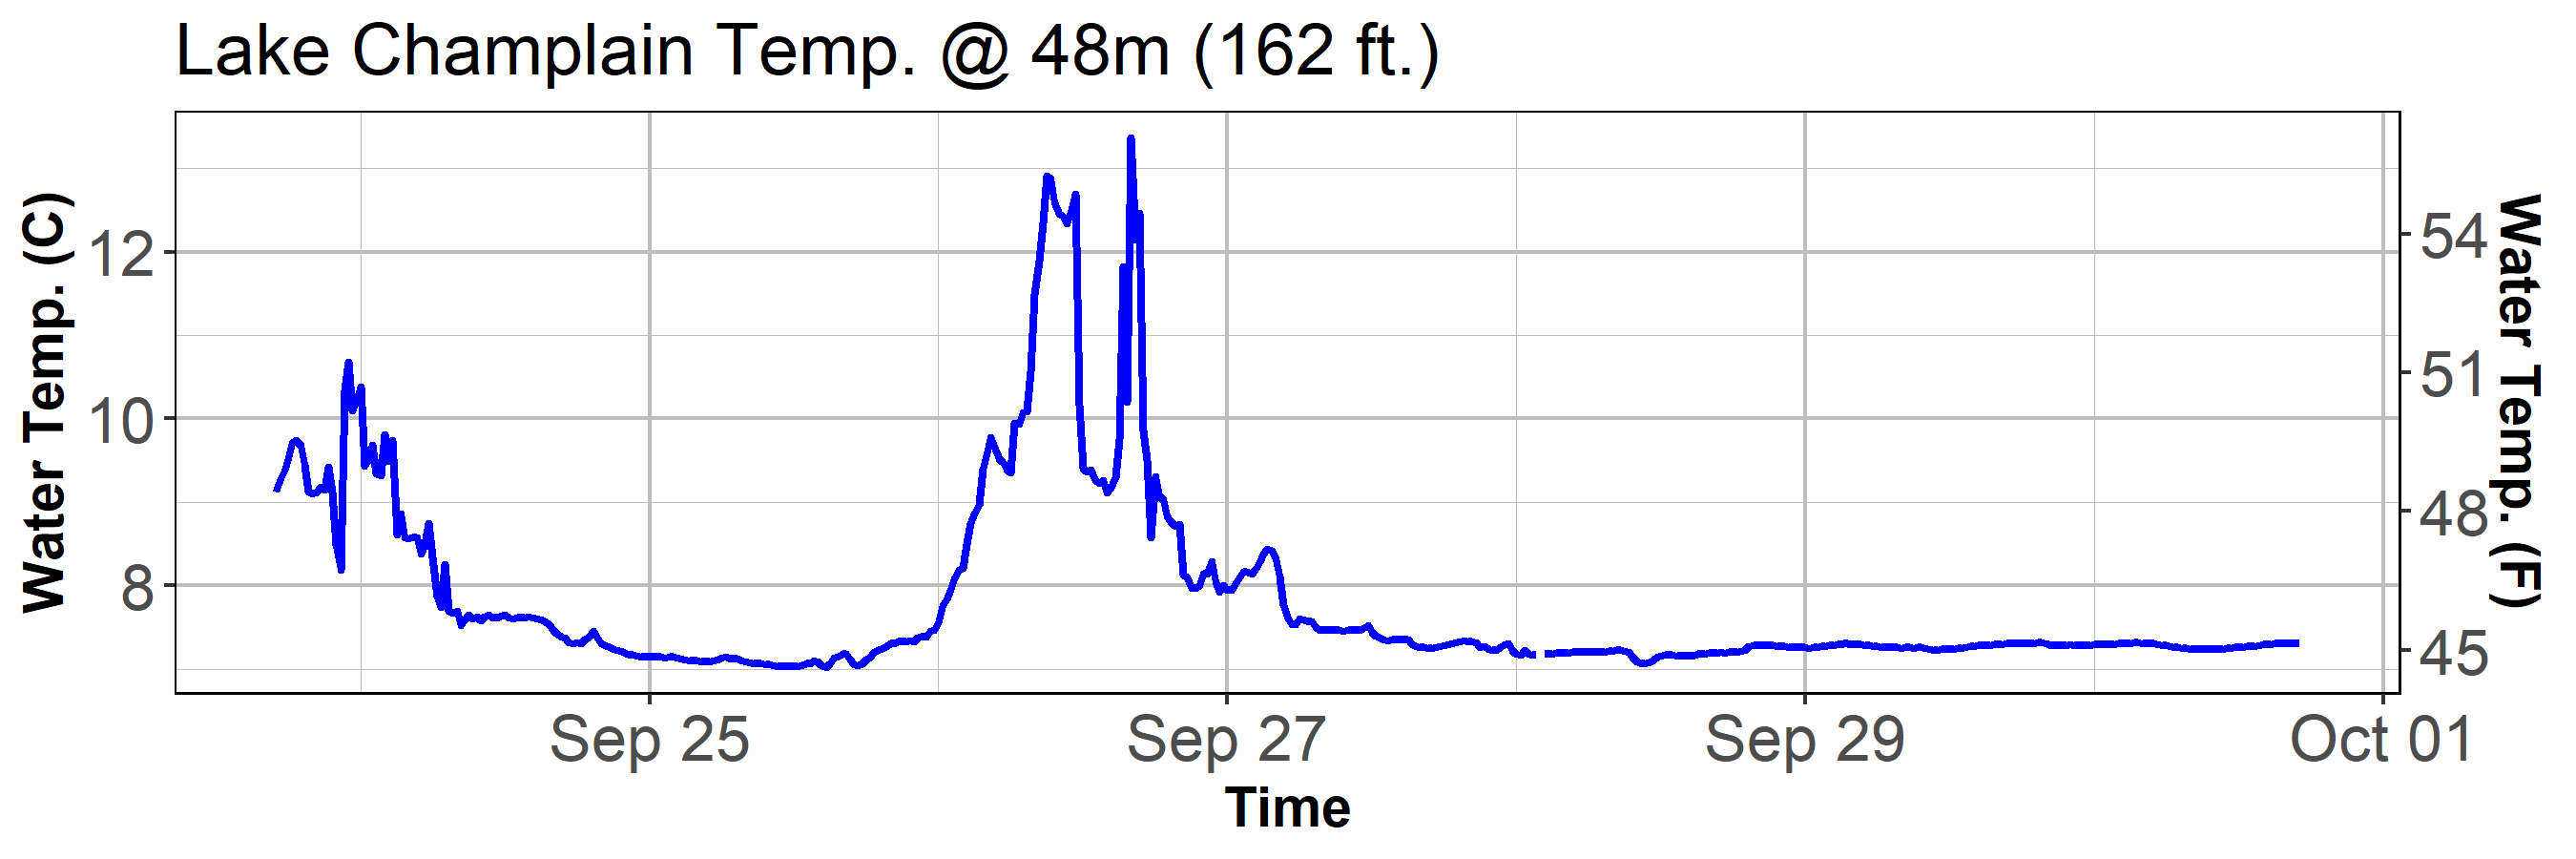 Lake Champlain Temp. @ 48m (162 ft.)
Water Temp. (C)
12
10
8
54
51
48
45
Water Temp. (F)
Sep 25
Sep 27
Sep 29
Oct 01
Time